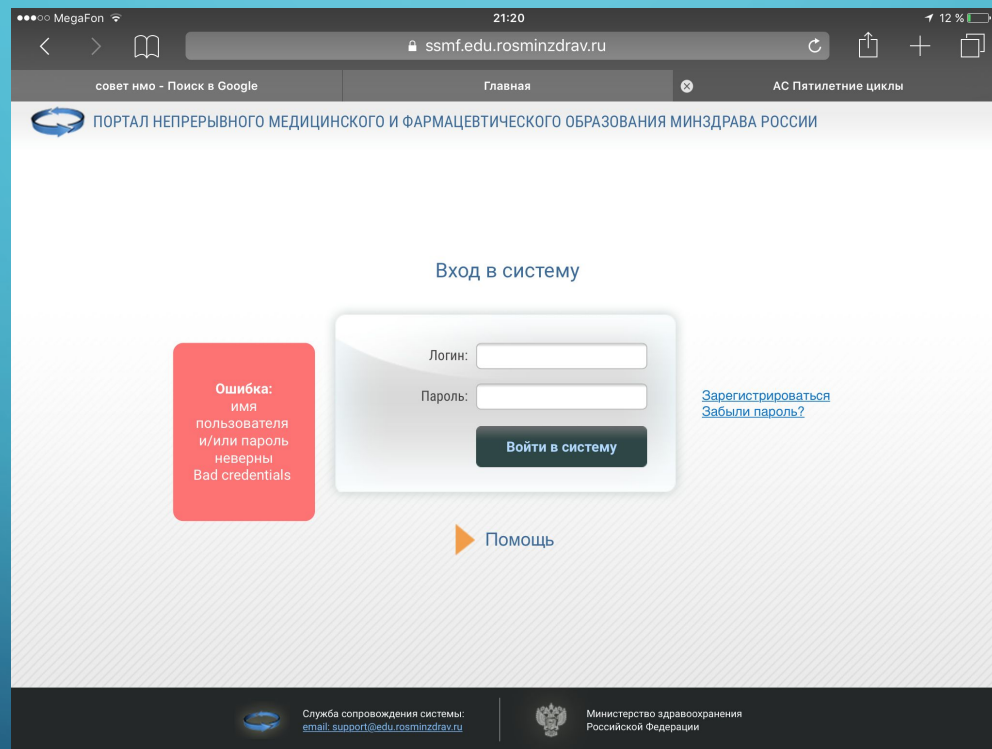 MegaFon 21:20 12 %
ssmf.edu.rosminzdrav.ru
совет нмо - Поиск в Google Главная АС Пятилетние циклы
ПОРТАЛ НЕПРЕРЫВНОГО МЕДИЦИНСКОГО И ФАРМАЦЕВТИЧЕСКОГО ОБРАЗОВАНИЯ МИНЗДРАВА РОССИИ
Вход в систему
Ошибка:
имя
пользователя
и/или пароль
неверны
Bad credentials
Логин:
Пароль:
Войти в систему
Зарегистрироваться
Забыли пароль?
Помощь
Служба сопровождения системы:
email: support@edu.rosminzdrav.ru
Министерство здравоохранения
Российской Федерации